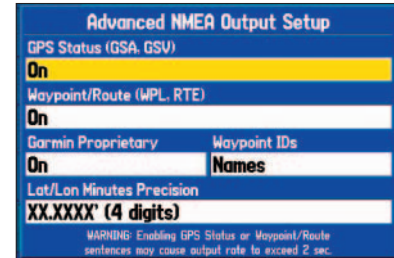 Advanced NMEA Output Setup
GPS Status (GSA, GSV)
On
Waypoint/Route (WPL, RTE)
On
Garmin Proprietary Waypoint IDs
On Names
Lat/Lon Minutes Precision
XX.XXXX' (4 digits)
WARNING: Enabling GPS Status or Waypoint/Route
sentences may cause output rate to exceed 2 sec.